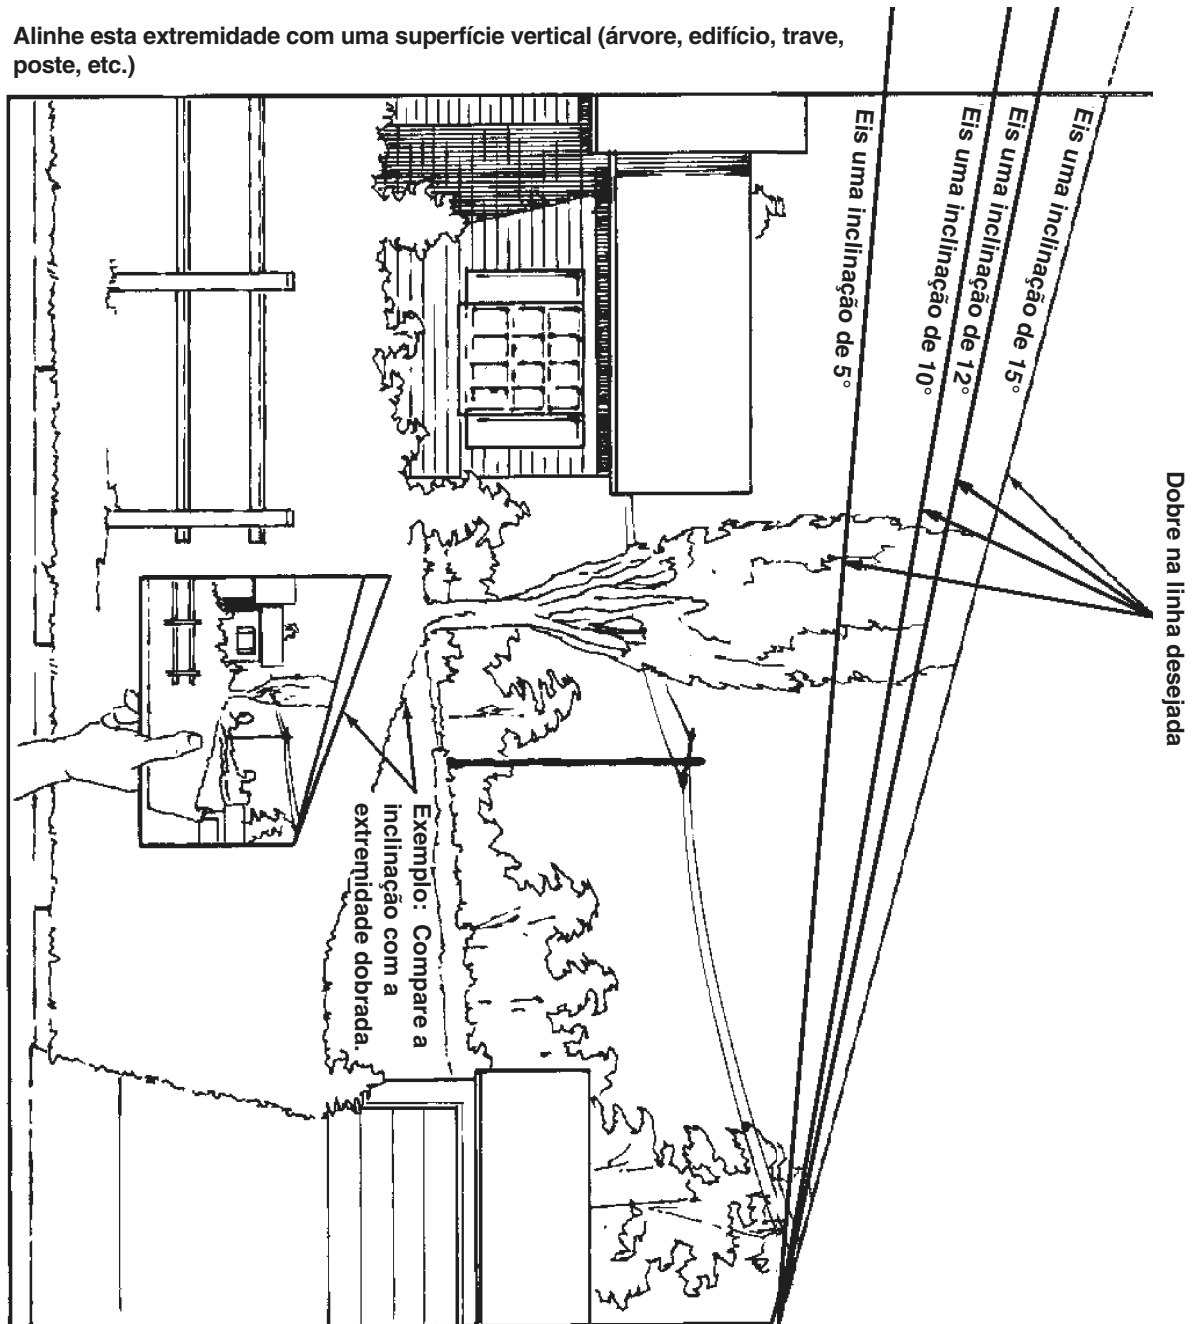 Alinhe esta extremidade com uma superfície vertical (árvore, edifício, trave,
poste, etc.)
Eis uma inclinação de 5°
Eis uma inclinação de 10°
Eis uma inclinação de 12°
Eis uma inclinação de 15°
Dobre na linha desejada
Exemplo: Compare a
inclinação com a
extremidade dobrada.